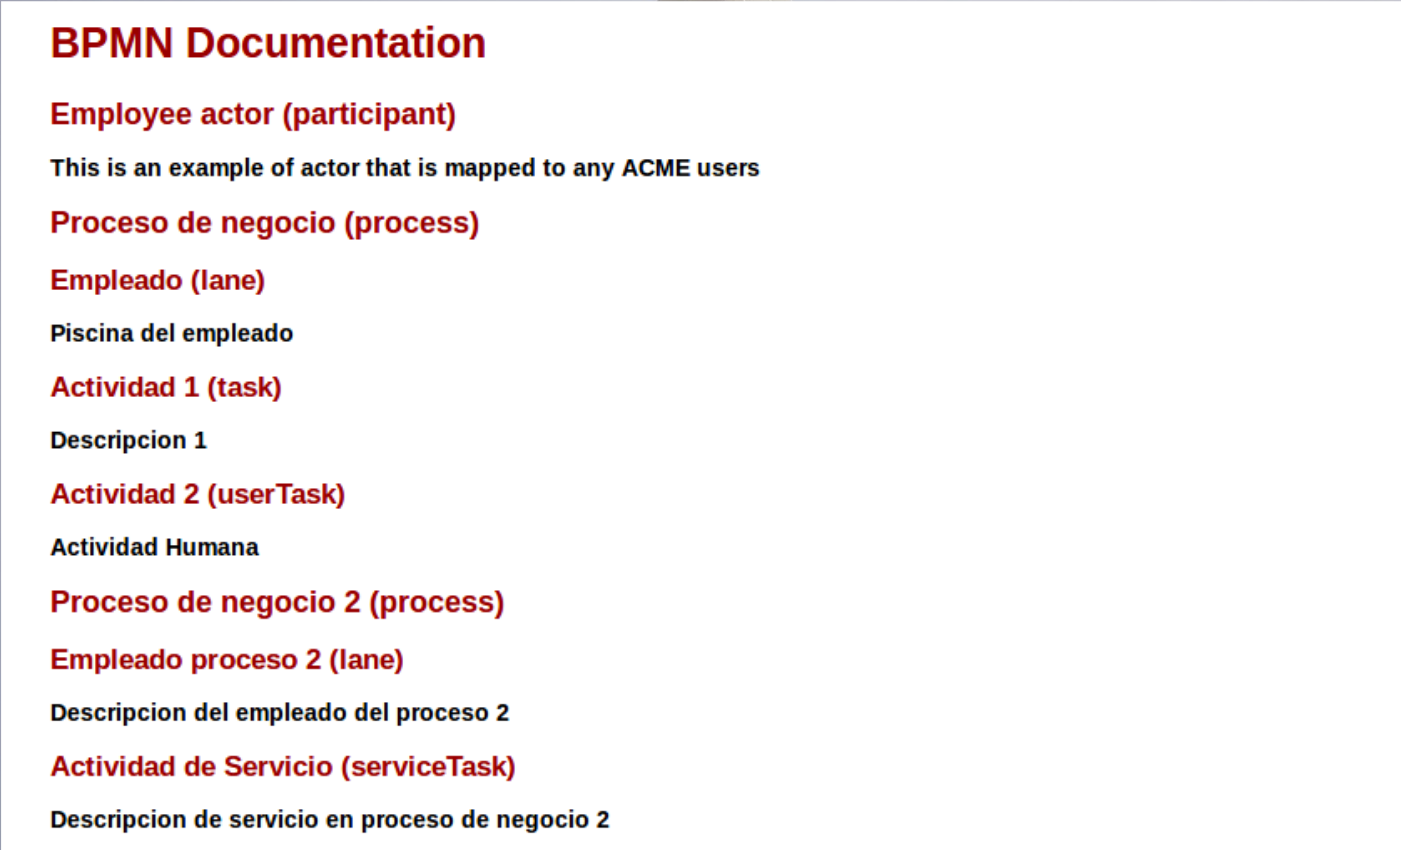 BPMN Documentation
Employee actor (participant)
This is an example of actor that is mapped to any ACME users
Proceso de negocio (process)
Empleado (lane)
Piscina del empleado
Actividad 1 (task)
Descripcion 1
Actividad 2 (userTask)
Actividad Humana
Proceso de negocio 2 (process)
Empleado proceso 2 (lane)
Descripcion del empleado del proceso 2
Actividad de Servicio (serviceTask)
Descripcion de servicio en proceso de negocio 2